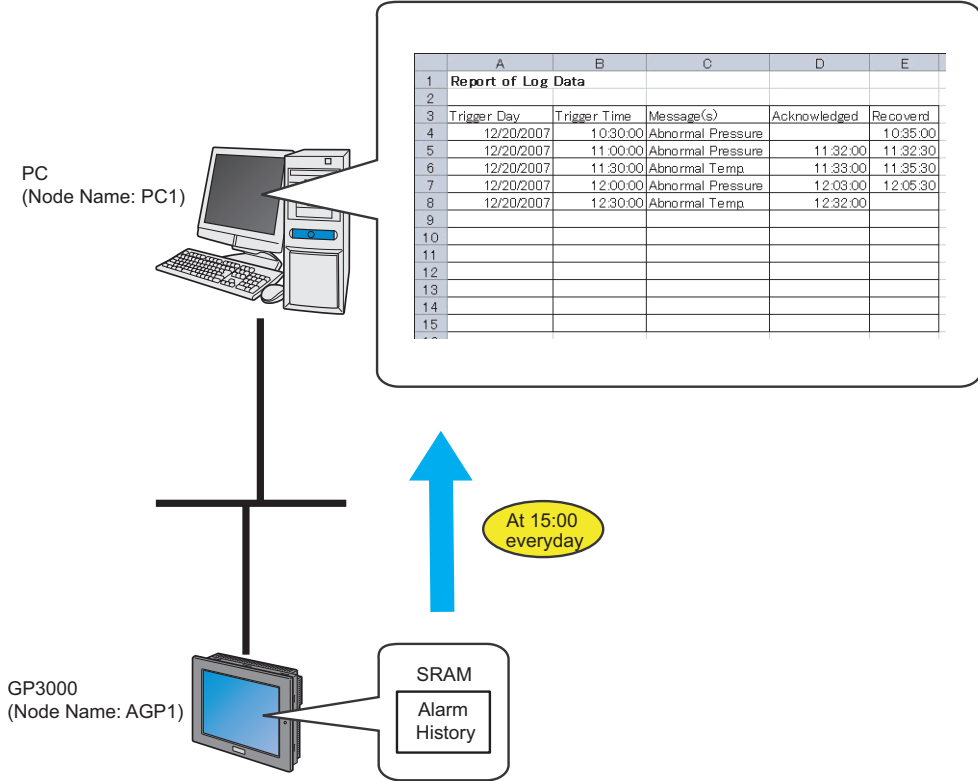 A B C D E
1 Report of Log Data
2
3 Trigger Day Trigger Time Message(s) Acknowledged Recoverd
4 12/20/2007 10:30:00 Abnormal Pressure 10:35:00
5 12/20/2007 11:00:00 Abnormal Pressure 11:32:00 11:32:30
6 12/20/2007 11:30:00 Abnormal Temp. 11:33:00 11:35:30
7 12/20/2007 12:00:00 Abnormal Pressure 12:03:00 12:05:30
8 12/20/2007 12:30:00 Abnormal Temp. 12:32:00
9
10
11
12
13
14
15
PC
(Node Name: PC1)
At 15:00
everyday
GP3000
(Node Name: AGP1)
SRAM
Alarm
History